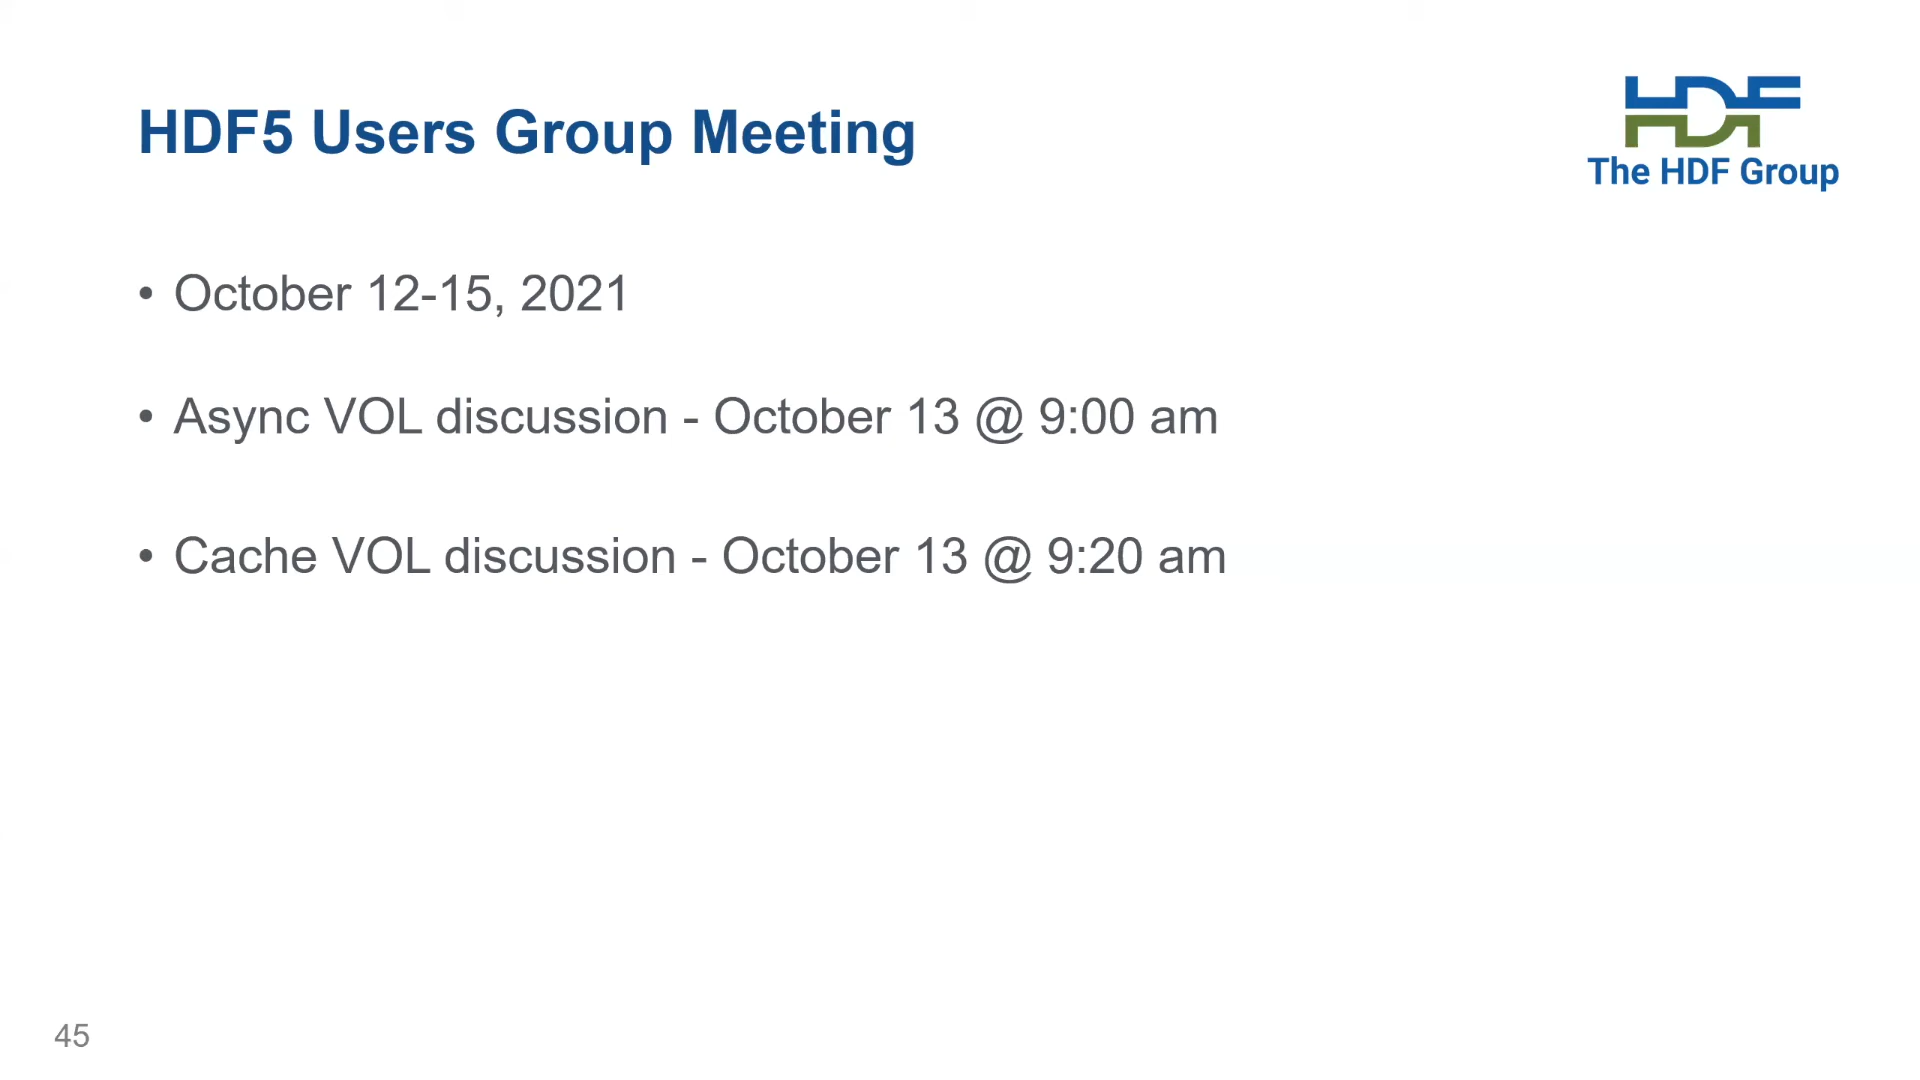 HDF5 Users Group Meeting
HDF
The HDF Group
• October 12-15, 2021
• Async VOL discussion - October 13 @ 9:00 am
• Cache VOL discussion - October 13 @ 9:20 am
45